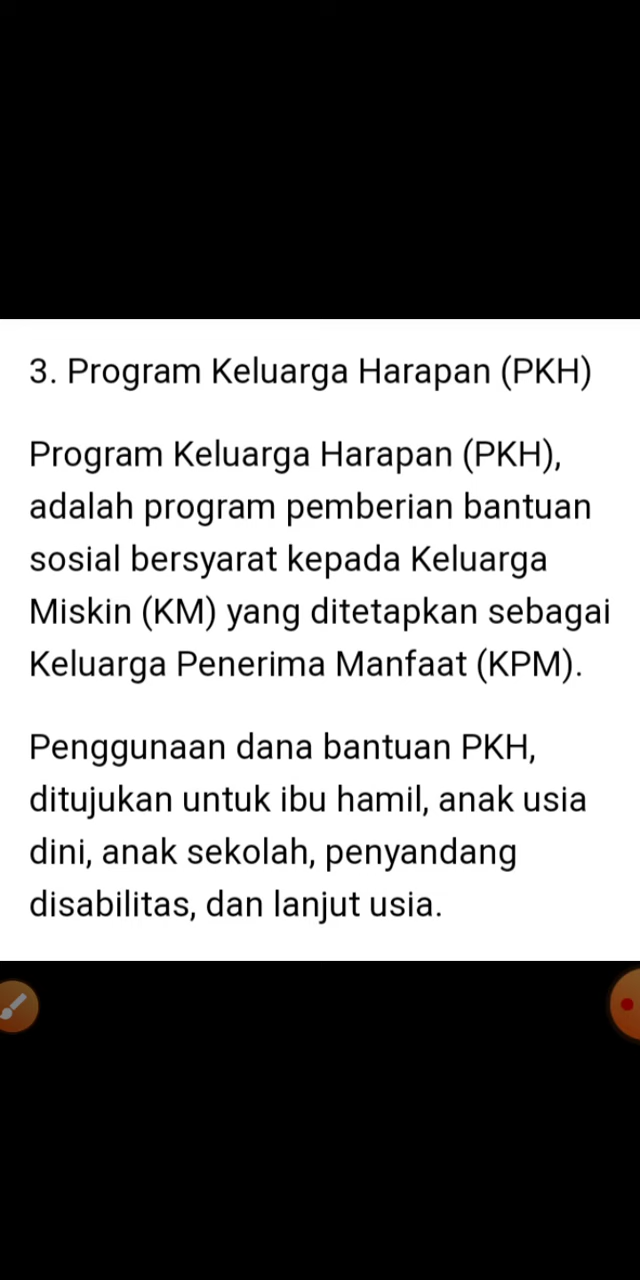 3. Program Keluarga Harapan (PKH)
Program Keluarga Harapan (PKH),
adalah program pemberian bantuan
sosial bersyarat kepada Keluarga
Miskin (KM) yang ditetapkan sebagai
Keluarga Penerima Manfaat (KPM).
Penggunaan dana bantuan PKH,
ditujukan untuk ibu hamil, anak usia
dini, anak sekolah, penyandang
disabilitas, dan lanjut usia.